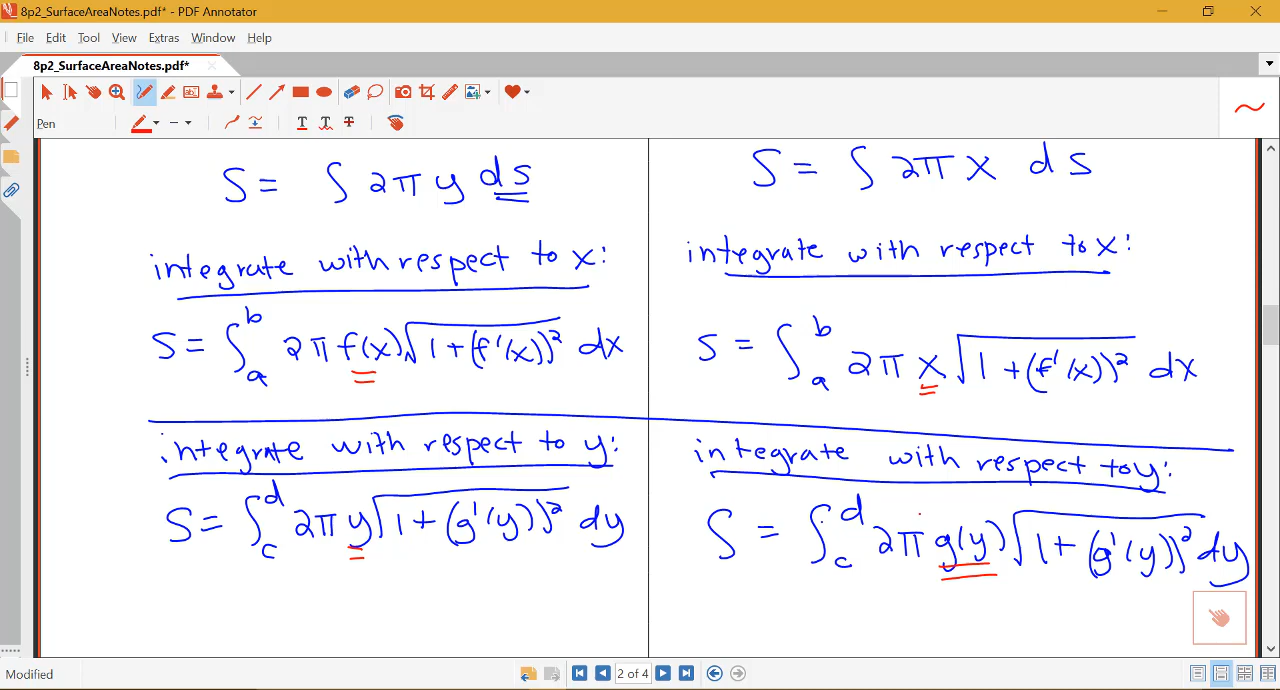 8p2_SurfaceAreaNotes.pdf* - PDF Annotator
File Edit Tool View Extras Window Help
8p2_SurfaceAreaNotes.pdf*
Pen
S = ∫ 2π y ds
integrate with respect to x:
S = ∫_a^b 2π f(x) √(1 + (f'(x))²) dx
integrate with respect to y:
S = ∫_c^d 2π y √(1 + (g'(y))²) dy
S = ∫ 2π x ds
integrate with respect to x:
S = ∫_a^b 2π x √(1 + (f'(x))²) dx
integrate with respect to y:
S = ∫_c^d 2π g(y) √(1 + (g'(y))²) dy
Modified
2 of 4